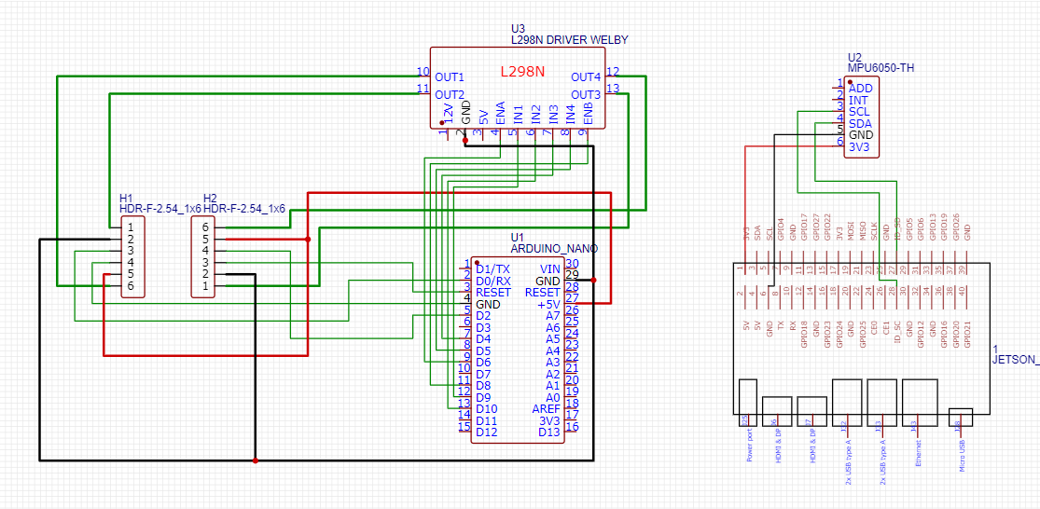 U3
L298N DRIVER WELBY
L298N
10 OUT1
11 OUT2
OUT4 12
OUT3 13
12V GND 5V ENA IN1 IN2 IN3 IN4 ENB
1 2 3 4 5 6 7 8 9
U2
MPU6050-TH
1 ADD
2 INT
3 SCL
4 SDA
5 GND
6 3V3
H1
HDR-F-2.54_1x6
1
2
3
4
5
6
H2
HDR-F-2.54_1x6
6
5
4
3
2
1
U1
ARDUINO_NANO
1 D1/TX VIN 30
2 D0/RX GND 29
3 RESET RESET 28
4 GND +5V 27
5 D2 A7 26
6 D3 A6 25
7 D4 A5 24
8 D5 A4 23
9 D6 A3 22
10 D7 A2 21
11 D8 A1 20
12 D9 A0 19
13 D10 AREF 18
14 D11 3V3 17
15 D12 D13 16
3V3 SDA SCL GPIO4 GND GPIO17 GPIO27 GPIO22 3V3 MOSI MISO SCLK GND ID_SD GPIO5 GPIO6 GPIO13 GPIO19 GPIO26 GND
1 3 5 7 9 11 13 15 17 19 21 23 25 27 29 31 33 35 37 39
2 4 6 8 10 12 14 16 18 20 22 24 26 28 30 32 34 36 38 40
5V 5V GND TX RX GPIO18 GND GPIO23 GPIO24 GND GPIO25 CE0 CE1 ID_SC GND GPIO12 GND GPIO16 GPIO20 GPIO21
1
JETSON_
Power port
HDMI & DP
HDMI & DP
2x USB type A
2x USB type A
Ethernet
Micro USB